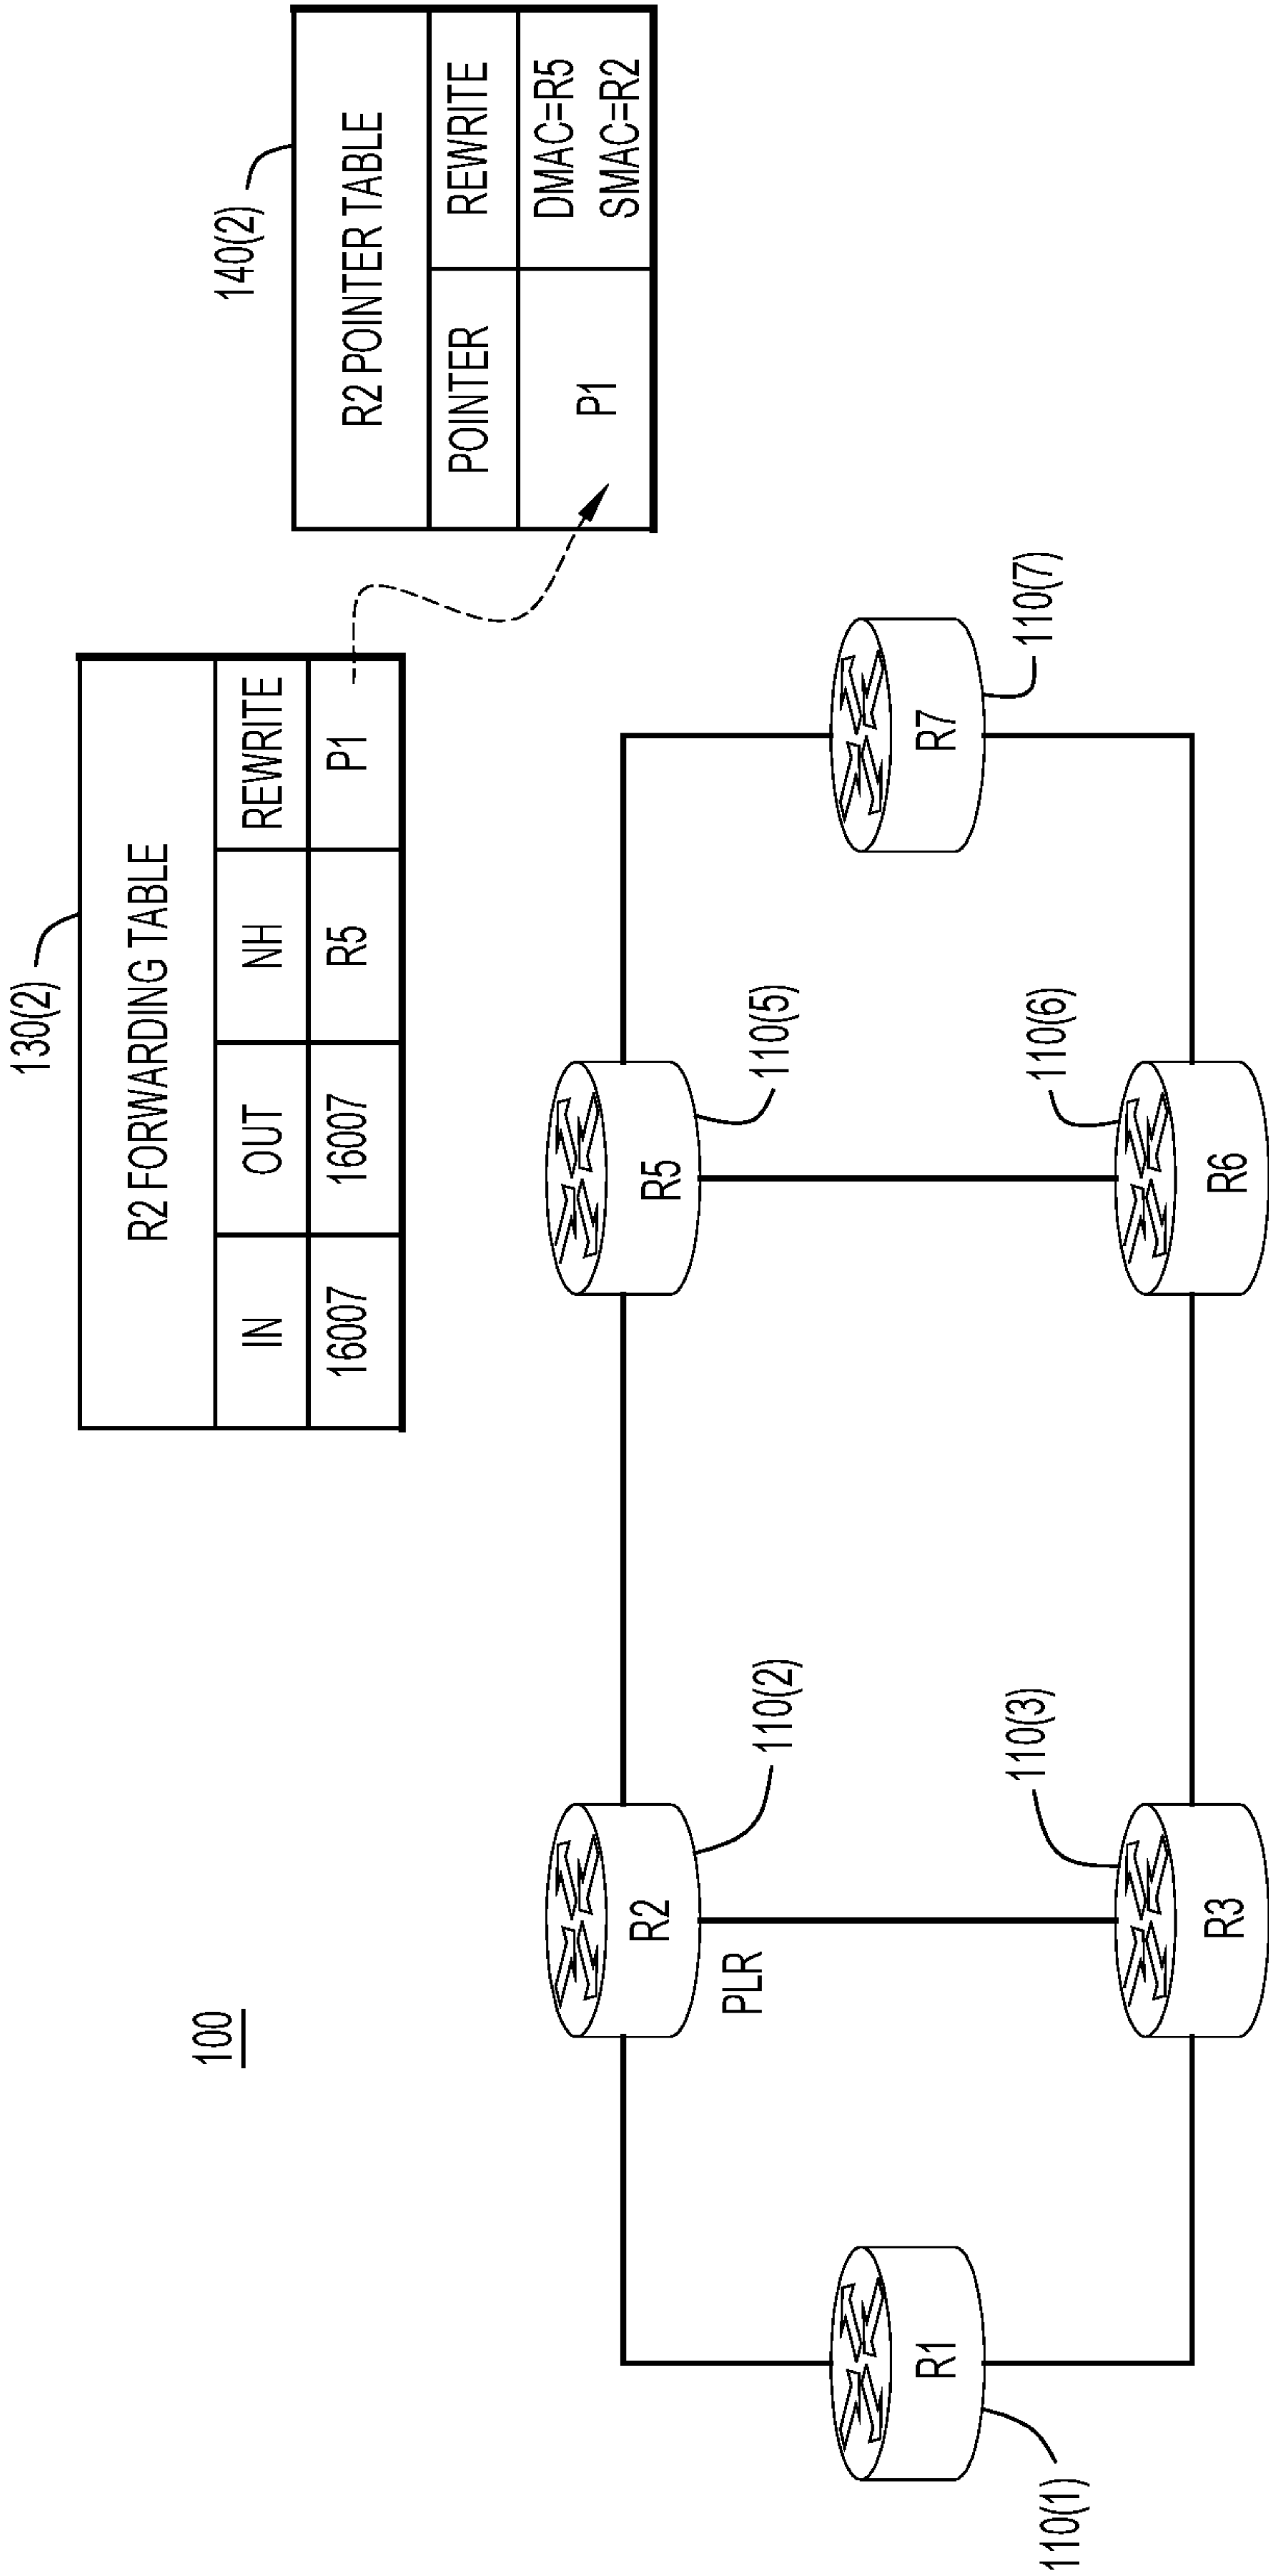 100
130(2)
R2 FORWARDING TABLE
IN OUT NH REWRITE
16007 16007 R5 P1
140(2)
R2 POINTER TABLE
POINTER REWRITE
P1
DMAC=R5
SMAC=R2
R2
110(2)
PLR
R5
110(5)
R1
110(1)
R7
110(7)
R3
110(3)
R6
110(6)